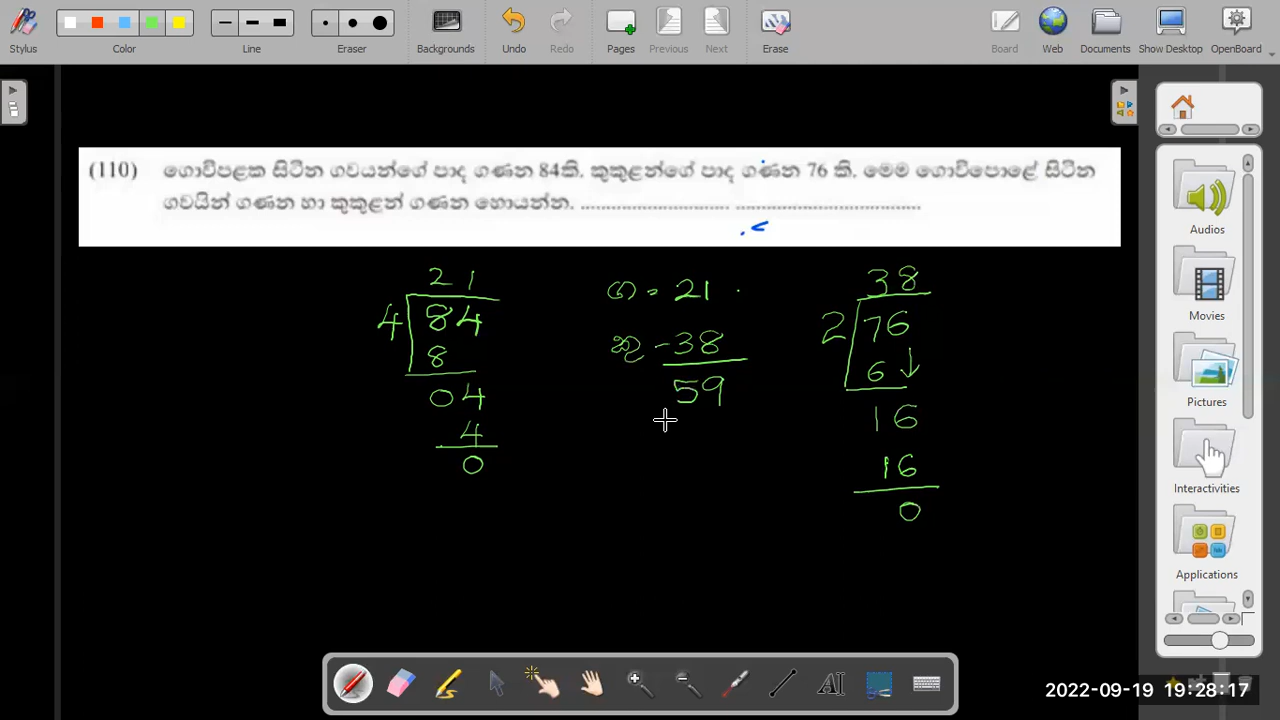 Stylus
Color
Line
Eraser
Backgrounds
Undo
Redo
Pages
Previous
Next
Erase
Board
Web
Documents
Show Desktop
OpenBoard
(110) ගොවිපළක සිටින ගවයන්ගේ පාද ගණන 84කි. කුකුළන්ගේ පාද ගණන 76 කි. මෙම ගොවිපොළේ සිටින
ගවයින් ගණන හා කුකුළන් ගණන හොයන්න. ............................ ...................................
21
4 84
8
04
4
0
ග - 21
කු - 38
59
38
2 76
6
16
16
0
Audios
Movies
Pictures
Interactivities
Applications
2022-09-19 19:28:17